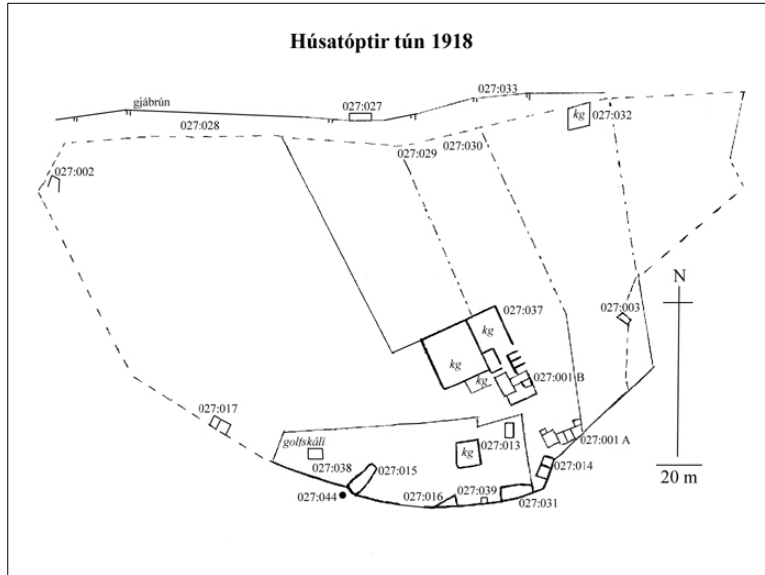 Húsatóptir tún 1918
gjábrún
027:033
027:027
027:032
kg
027:028
027:030
027:029
027:002
N
027:037
027:003
kg
kg
kg
027:001 B
027:017
golfskáli
027:013
027:001 A
kg
027:038
027:015
027:014
20 m
027:044
027:016
027:039
027:031